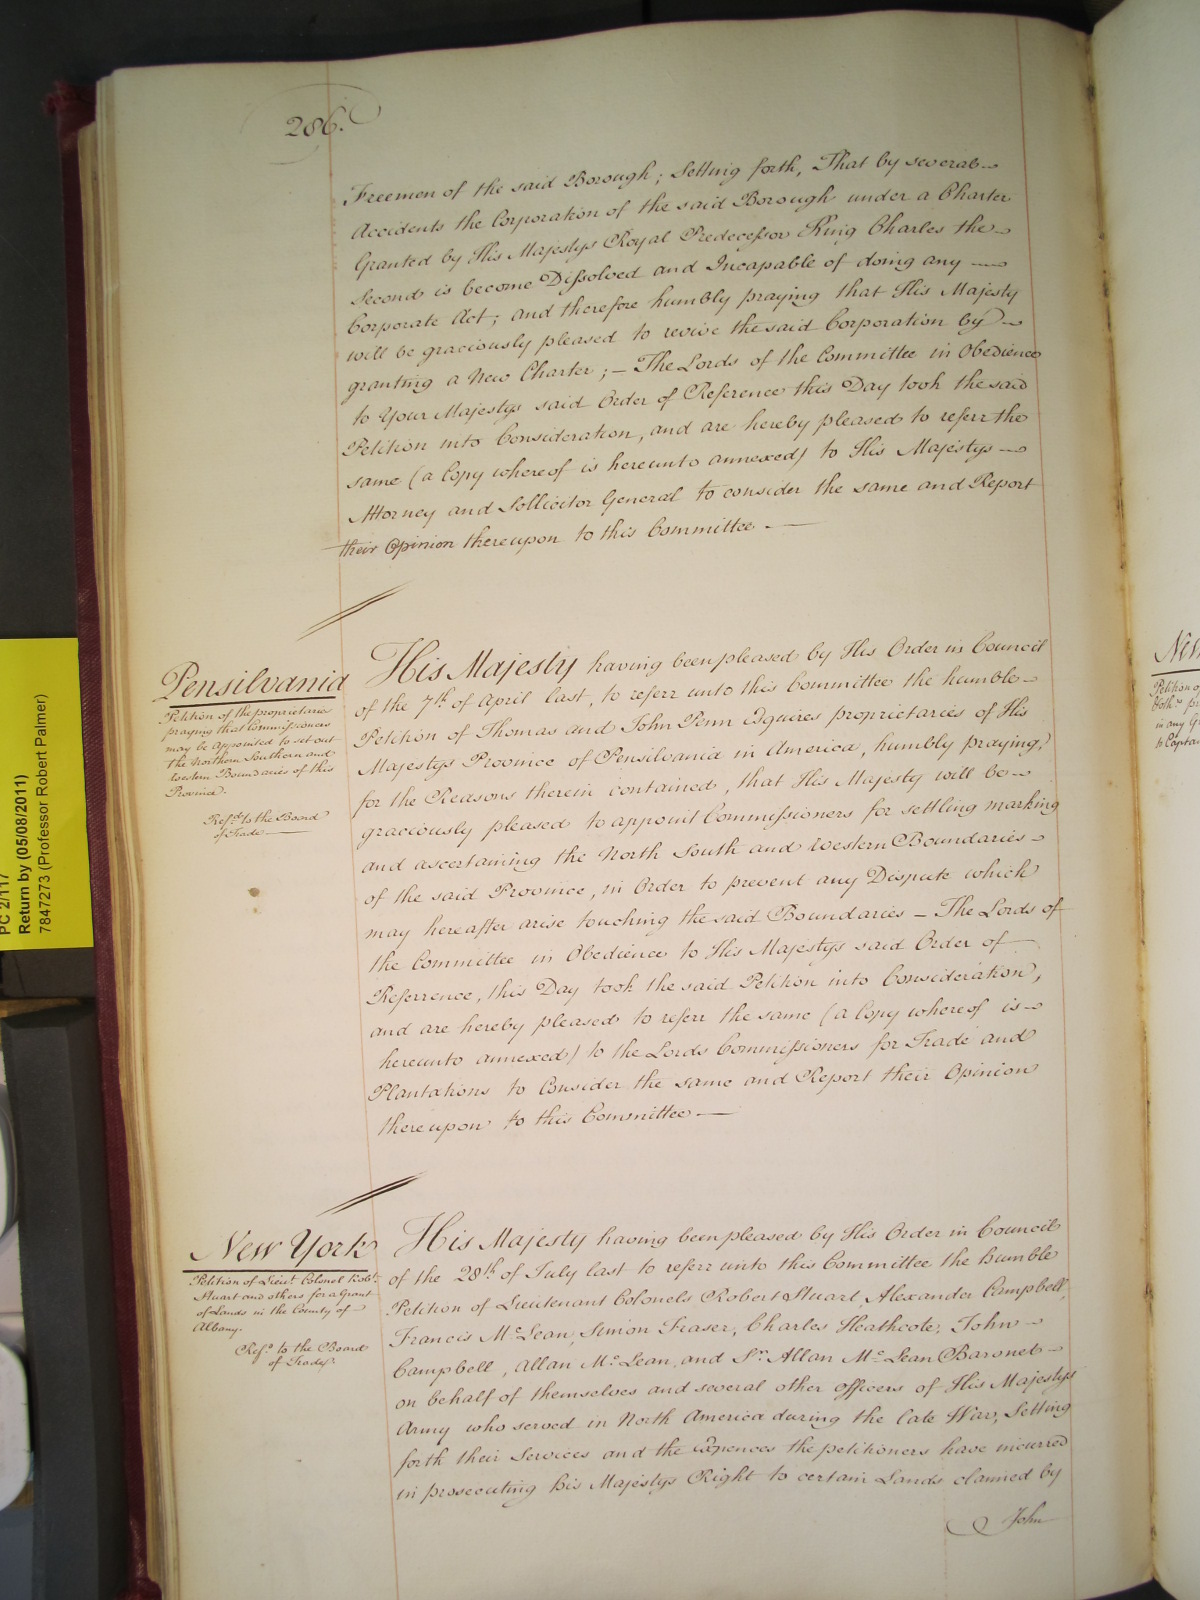 286.
Freemen of the said Borough; Setting forth, That by several
Accidents the Corporation of the said Borough under a Charter
Granted by His Majestys Royal Predecessor King Charles the
Second is become Dissolved and Incapable of doing any
Corporate Act; and therefore humbly praying that His Majesty
will be graciously pleased to revive the said Corporation by
granting a New Charter; — The Lords of the Committee in Obedience
to Your Majestys said Order of Reference this Day took the said
Petition into Consideration, and are hereby pleased to referr the
same (a Copy whereof is hereunto annexed) to His Majestys
Attorney and Sollicitor General to consider the same and Report
their Opinion thereupon to this Committee. —
Pensilvania
Petition of the proprietaries
praying that Commissioners
may be appointed to set out
the Northern Southern and
Western Boundaries of this
Province.
Refd. to the Board
of Trade —
His Majesty having been pleased by His Order in Council
of the 7th of April last, to referr unto this Committee the humble
Petition of Thomas and John Penn Esquires proprietaries of His
Majestys Province of Pensilvania in America, humbly praying,
for the Reasons therein contained, that His Majesty will be
graciously pleased to appoint Commissioners for settling marking
and ascertaining the North South and Western Boundaries
of the said Province, in Order to prevent any Dispute which
may hereafter arise touching the said Boundaries — The Lords of
the Committee in Obedience to His Majestys said Order of
Referrence, this Day took the said Petition into Consideration,
and are hereby pleased to referr the same (a Copy whereof is
hereunto annexed) to the Lords Commissioners for Trade and
Plantations to Consider the same and Report their Opinion
thereupon to this Committee —
New York
Petition of Lieut. Colonel Robt.
Stuart and others for a Grant
of Lands in the County of
Albany.
Refd. to the Board
of Trade.
His Majesty having been pleased by His Order in Council
of the 28th of July last to referr unto this Committee the humble
Petition of Lieutenant Colonels Robert Stuart, Alexander Campbell,
Francis Mc Lean, Simon Fraser, Charles Heathcote, John
Campbell, Allan Mc Lean, and Sr. Allan Mc Lean Baronet
on behalf of themselves and several other officers of His Majestys
Army who served in North America during the late War, Setting
forth their Services and the Expences the petitioners have incurred
in prosecuting his Majestys Right to certain Lands claimed by
John
PC 2/117
Return by (05/08/2011)
7847273 (Professor Robert Palmer)
New
Petition of
in any
to Capta